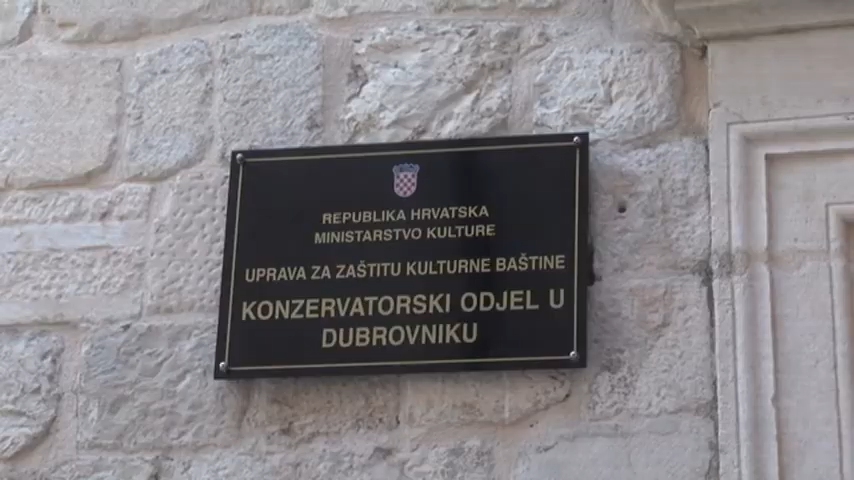 REPUBLIKA HRVATSKA
MINISTARSTVO KULTURE
UPRAVA ZA ZAŠTITU KULTURNE BAŠTINE
KONZERVATORSKI ODJEL U
DUBROVNIKU